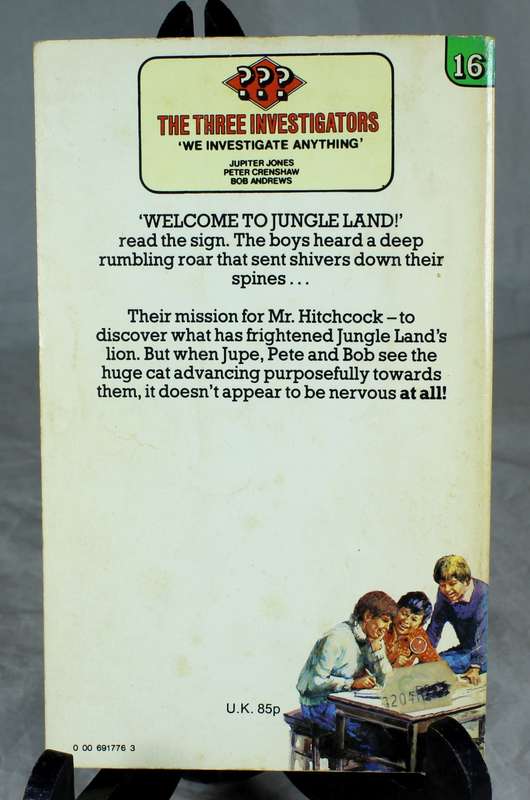 16
???
THE THREE INVESTIGATORS
'WE INVESTIGATE ANYTHING'
JUPITER JONES
PETER CRENSHAW
BOB ANDREWS
'WELCOME TO JUNGLE LAND!'
read the sign. The boys heard a deep
rumbling roar that sent shivers down their
spines . . .
Their mission for Mr. Hitchcock – to
discover what has frightened Jungle Land's
lion. But when Jupe, Pete and Bob see the
huge cat advancing purposefully towards
them, it doesn't appear to be nervous at all!
U.K. 85p
0 00 691776 3